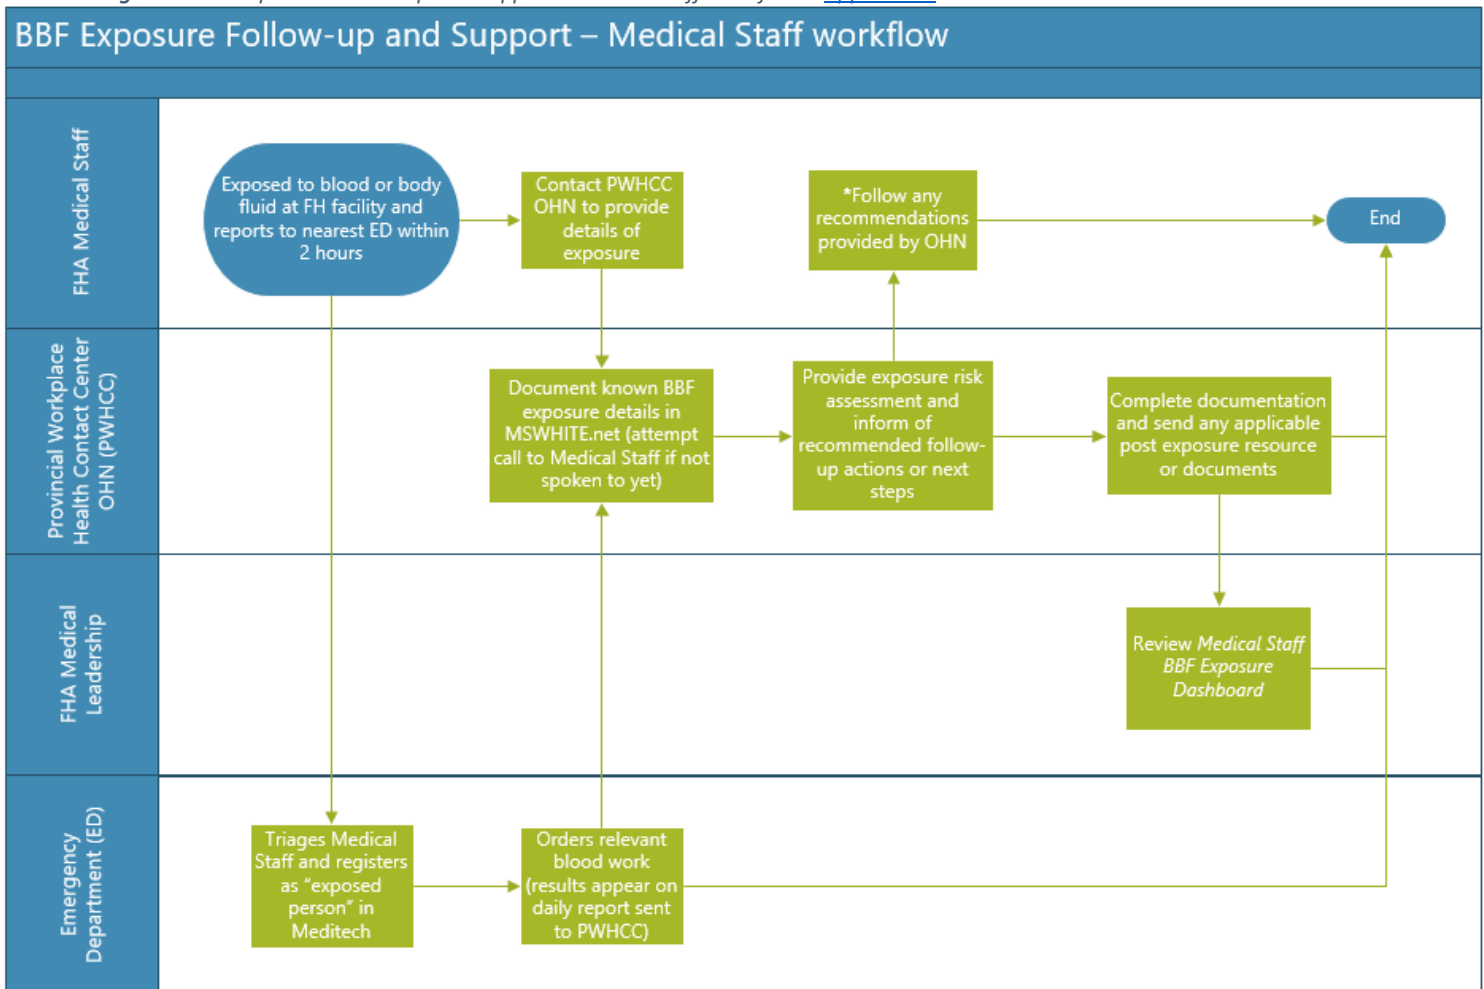 BBF Exposure Follow-up and Support – Medical Staff workflow
FHA Medical Staff
Exposed to blood or body
fluid at FH facility and
reports to nearest ED within
2 hours
Contact PWHCC
OHN to provide
details of
exposure
*Follow any
recommendations
provided by OHN
End
Provincial Workplace
Health Contact Center
OHN (PWHCC)
Document known BBF
exposure details in
MSWHITE.net (attempt
call to Medical Staff if not
spoken to yet)
Provide exposure risk
assessment and
inform of
recommended follow-
up actions or next
steps
Complete documentation
and send any applicable
post exposure resource
or documents
FHA Medical
Leadership
Review Medical Staff
BBF Exposure
Dashboard
Emergency
Department (ED)
Triages Medical
Staff and registers
as “exposed
person” in
Meditech
Orders relevant
blood work
(results appear on
daily report sent
to PWHCC)